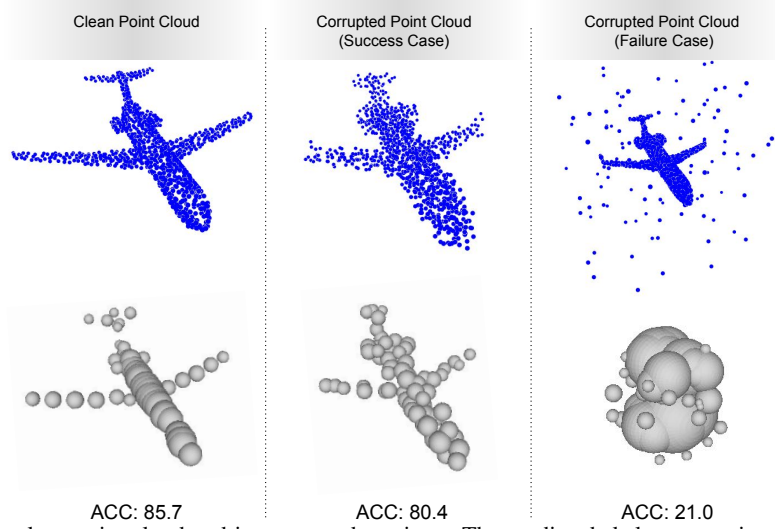 Clean Point Cloud
Corrupted Point Cloud
(Success Case)
Corrupted Point Cloud
(Failure Case)
ACC: 85.7
ACC: 80.4
ACC: 21.0